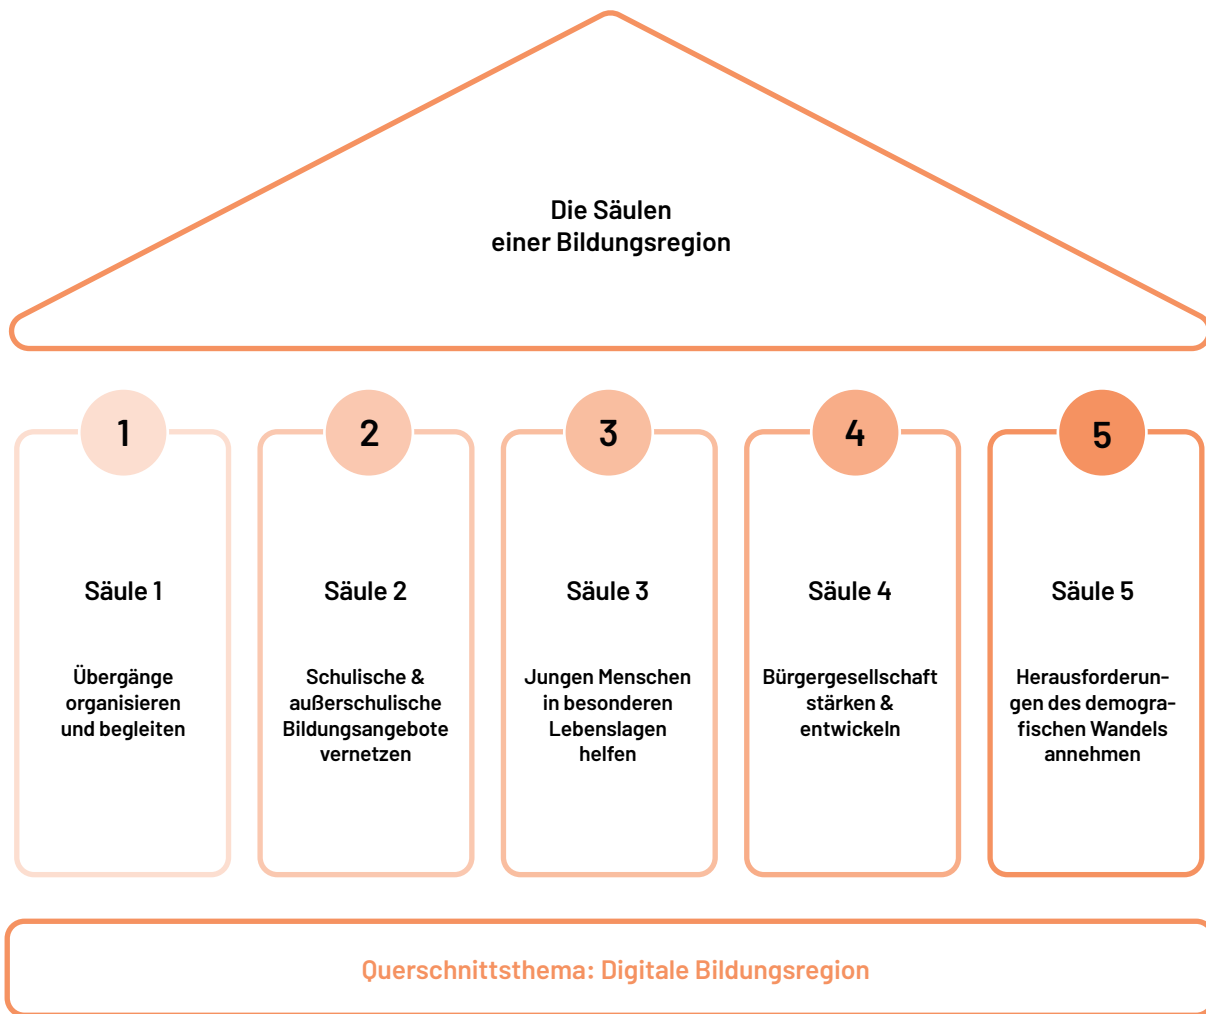 Die Säulen
einer Bildungsregion
1
Säule 1
Übergänge
organisieren
und begleiten
2
Säule 2
Schulische &
außerschulische
Bildungsangebote
vernetzen
3
Säule 3
Jungen Menschen
in besonderen
Lebenslagen
helfen
4
Säule 4
Bürgergesellschaft
stärken &
entwickeln
5
Säule 5
Herausforderun-
gen des demogra-
fischen Wandels
annehmen
Querschnittsthema: Digitale Bildungsregion